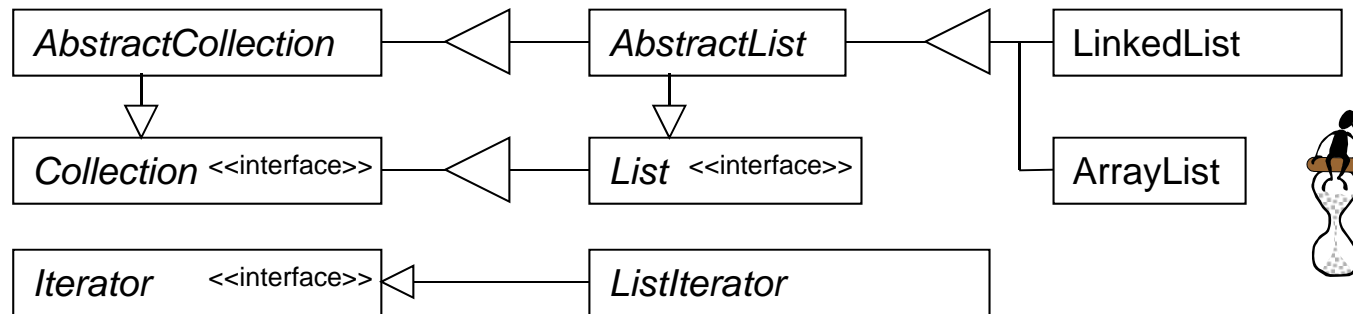 AbstractCollection
AbstractList
LinkedList
Collection <<interface>>
List <<interface>>
ArrayList
Iterator <<interface>>
ListIterator